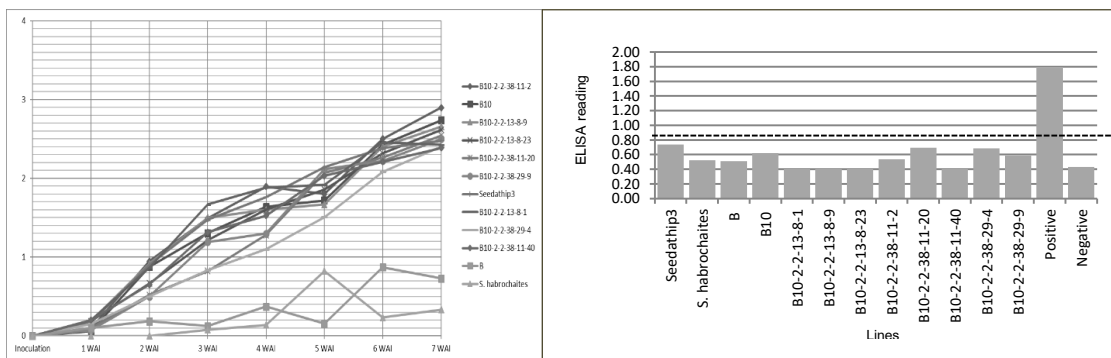 4
3
2
1
0
Inoculation
1 WAI
2 WAI
3 WAI
4 WAI
5 WAI
6 WAI
7 WAI
B10-2-2-38-11-2
B10
B10-2-2-13-8-9
B10-2-2-13-8-23
B10-2-2-38-11-20
B10-2-2-38-29-9
Seedathip3
B10-2-2-13-8-1
B10-2-2-38-29-4
B10-2-2-38-11-40
B
S. habrochaites
ELISA reading
2.00
1.80
1.60
1.40
1.20
1.00
0.80
0.60
0.40
0.20
0.00
Seedathip3
S. habrochaites
B
B10
B10-2-2-13-8-1
B10-2-2-13-8-9
B10-2-2-13-8-23
B10-2-2-38-11-2
B10-2-2-38-11-20
B10-2-2-38-11-40
B10-2-2-38-29-4
B10-2-2-38-29-9
Positive
Negative
Lines